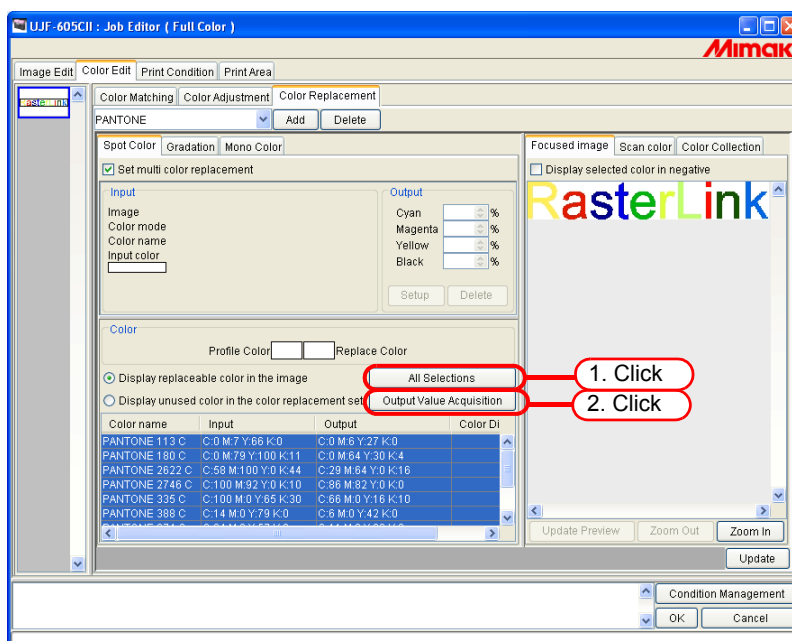 UJF-605CII : Job Editor ( Full Color )
Mimak
Image Edit Color Edit Print Condition Print Area
Color Matching Color Adjustment Color Replacement
PANTONE Add Delete
Spot Color Gradation Mono Color
Set multi color replacement
Input
Image
Color mode
Color name
Input color
Output
Cyan %
Magenta %
Yellow %
Black %
Setup Delete
Color
Profile Color Replace Color
Display replaceable color in the image All Selections
Display unused color in the color replacement set Output Value Acquisition
Color name Input Output Color Di
PANTONE 113 C C:0 M:7 Y:66 K:0 C:0 M:6 Y:27 K:0
PANTONE 180 C C:0 M:79 Y:100 K:11 C:0 M:64 Y:30 K:4
PANTONE 2622 C C:58 M:100 Y:0 K:44 C:29 M:64 Y:0 K:16
PANTONE 2746 C C:100 M:92 Y:0 K:10 C:86 M:82 Y:0 K:0
PANTONE 335 C C:100 M:0 Y:65 K:30 C:66 M:0 Y:16 K:10
PANTONE 388 C C:14 M:0 Y:79 K:0 C:6 M:0 Y:42 K:0
Focused image Scan color Color Collection
Display selected color in negative
RasterLink
1. Click
2. Click
Update Preview Zoom Out Zoom In
Update
Condition Management
OK Cancel